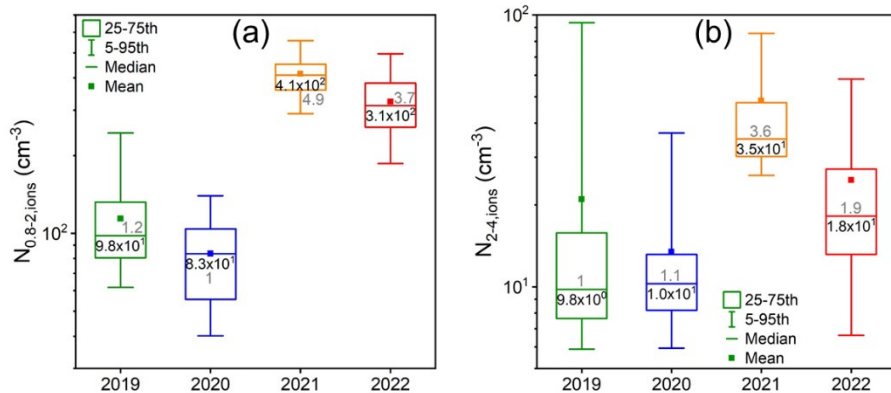 (a)
25-75th
5-95th
Median
Mean
N0.8-2,ions (cm-3)
10²
1.2
9.8x10¹
8.3x10¹
1
4.1x10²
4.9
3.7
3.1x10²
2019 2020 2021 2022
(b)
N2-4,ions (cm-3)
10²
10¹
1
9.8x10⁰
1.1
1.0x10¹
3.6
3.5x10¹
1.9
1.8x10¹
25-75th
5-95th
Median
Mean
2019 2020 2021 2022